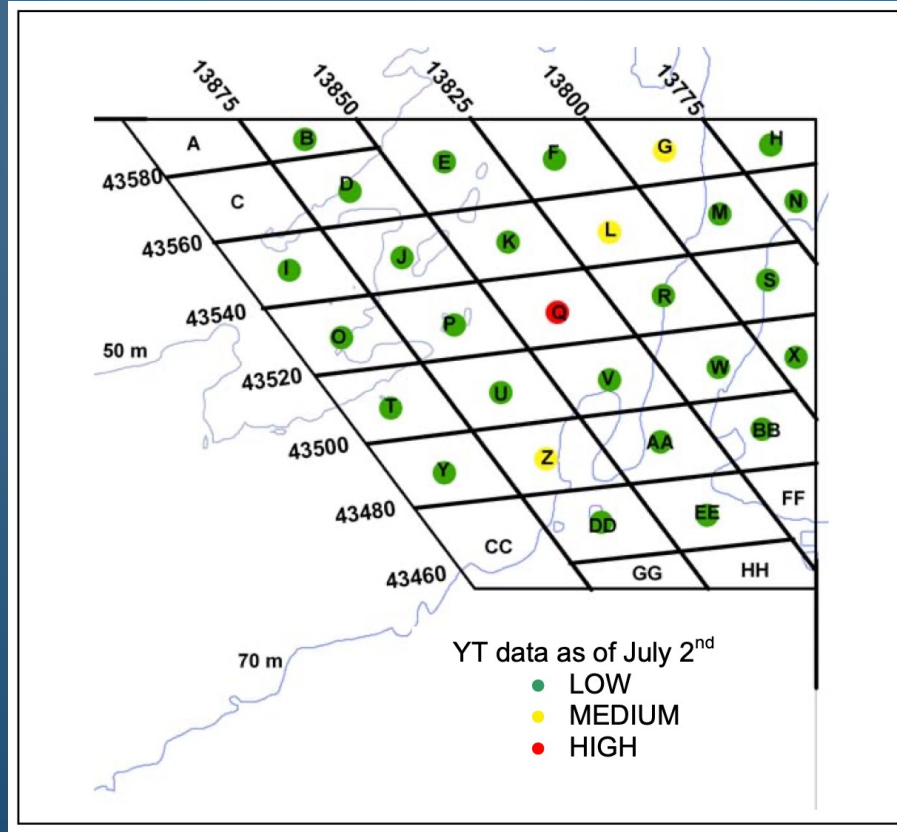 13875 13850 13825 13800 13775
A B E F G H
43580
C D J K L M N
43560
I
43540
O P Q R S
50 m
43520
T U V W X
43500
Y Z AA BB
43480
CC DD EE FF
43460
GG HH
YT data as of July 2nd
70 m
LOW
MEDIUM
HIGH